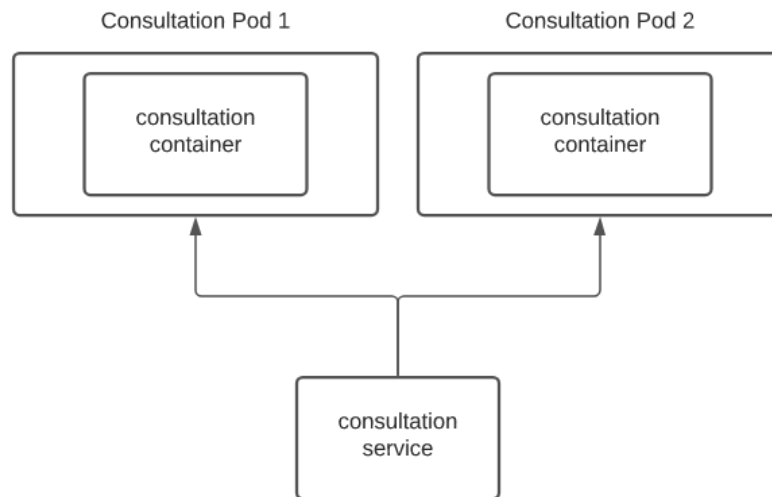 Consultation Pod 1
Consultation Pod 2
consultation
container
consultation
container
consultation
service